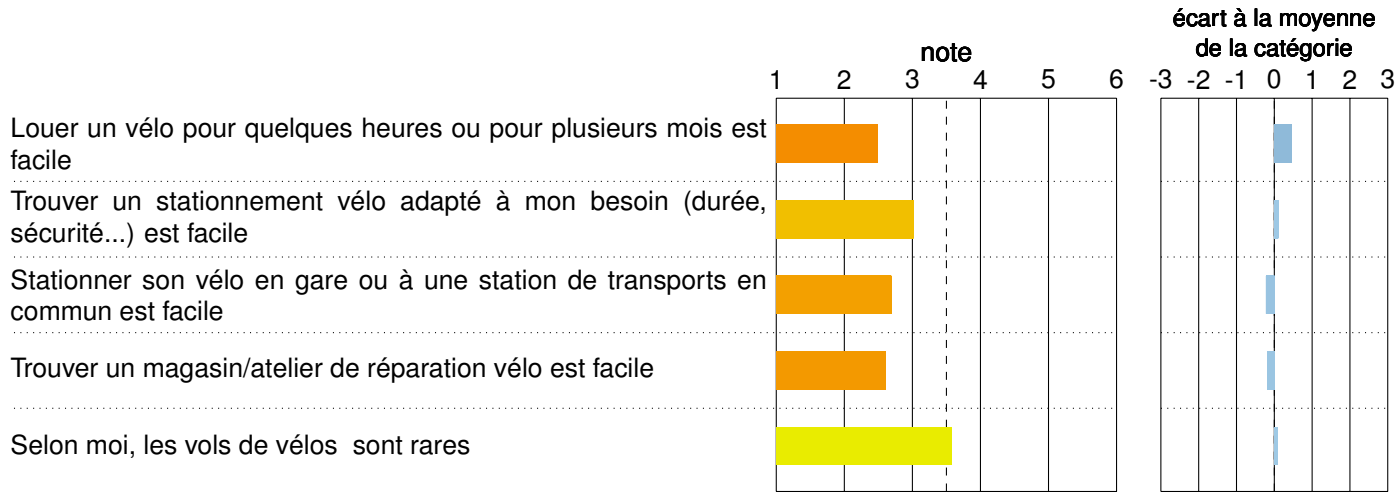 écart à la moyenne
de la catégorie
note
1 2 3 4 5 6
-3 -2 -1 0 1 2 3
Louer un vélo pour quelques heures ou pour plusieurs mois est
facile
Trouver un stationnement vélo adapté à mon besoin (durée,
sécurité...) est facile
Stationner son vélo en gare ou à une station de transports en
commun est facile
Trouver un magasin/atelier de réparation vélo est facile
Selon moi, les vols de vélos sont rares